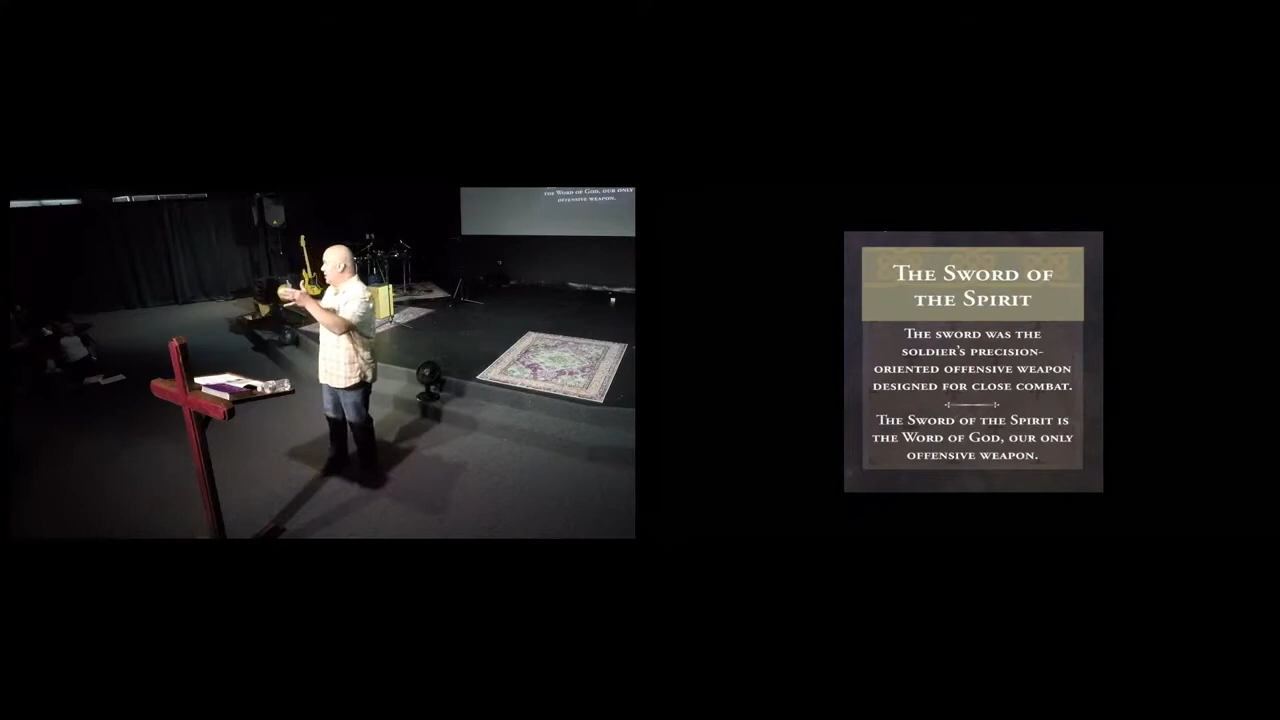 the Word of God, our only
offensive weapon.
The Sword of
the Spirit
The sword was the
soldier's precision-
oriented offensive weapon
designed for close combat.
The Sword of the Spirit is
the Word of God, our only
offensive weapon.